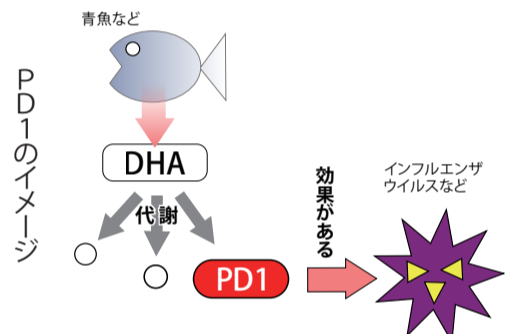 PD1のイメージ
青魚など
DHA
代謝
PD1
効果がある
インフルエンザ
ウイルスなど